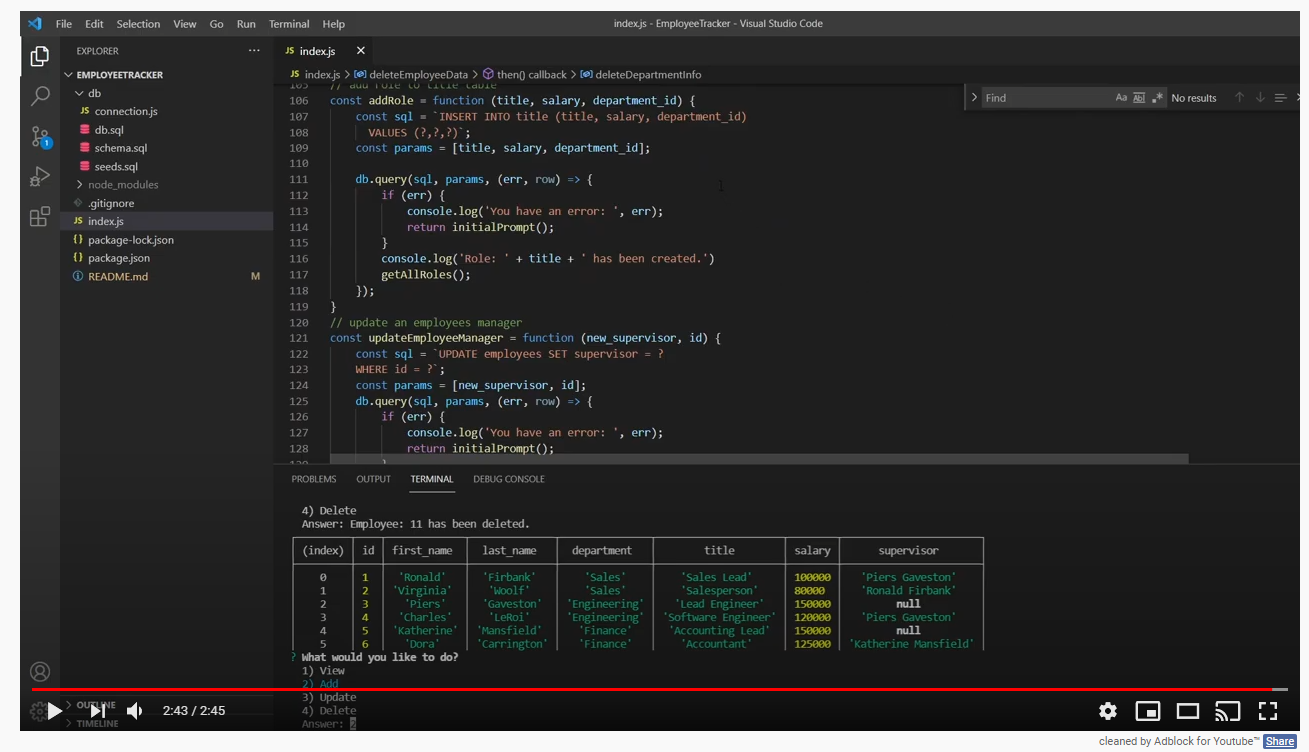 File Edit Selection View Go Run Terminal Help
index.js - EmployeeTracker - Visual Studio Code
EXPLORER ···
JS index.js ×
EMPLOYEETRACKER
db
JS connection.js
db.sql
schema.sql
seeds.sql
node_modules
.gitignore
JS index.js
{} package-lock.json
{} package.json
README.md M
1
JS index.js > deleteEmployeeData > then() callback > deleteDepartmentInfo
Find Aa Abl .* No results
105 // add role to title table
106 const addRole = function (title, salary, department_id) {
107 const sql = `INSERT INTO title (title, salary, department_id)
108 VALUES (?,?,?)`;
109 const params = [title, salary, department_id];
110
111 db.query(sql, params, (err, row) => {
112 if (err) {
113 console.log('You have an error: ', err);
114 return initialPrompt();
115 }
116 console.log('Role: ' + title + ' has been created.')
117 getAllRoles();
118 });
119 }
120 // update an employees manager
121 const updateEmployeeManager = function (new_supervisor, id) {
122 const sql = `UPDATE employees SET supervisor = ?
123 WHERE id = ?`;
124 const params = [new_supervisor, id];
125 db.query(sql, params, (err, row) => {
126 if (err) {
127 console.log('You have an error: ', err);
128 return initialPrompt();
129 }
PROBLEMS OUTPUT TERMINAL DEBUG CONSOLE
4) Delete
Answer: Employee: 11 has been deleted.
(index) id first_name last_name department title salary supervisor
0 1 'Ronald' 'Firbank' 'Sales' 'Sales Lead' 100000 'Piers Gaveston'
1 2 'Virginia' 'Woolf' 'Sales' 'Salesperson' 80000 'Ronald Firbank'
2 3 'Piers' 'Gaveston' 'Engineering' 'Lead Engineer' 150000 null
3 4 'Charles' 'LeRoi' 'Engineering' 'Software Engineer' 120000 'Piers Gaveston'
4 5 'Katherine' 'Mansfield' 'Finance' 'Accounting Lead' 150000 null
5 6 'Dora' 'Carrington' 'Finance' 'Accountant' 125000 'Katherine Mansfield'
? What would you like to do?
1) View
2) Add
3) Update
4) Delete
Answer: 2
OUTLINE
TIMELINE
2:43 / 2:45
cleaned by Adblock for Youtube™ Share